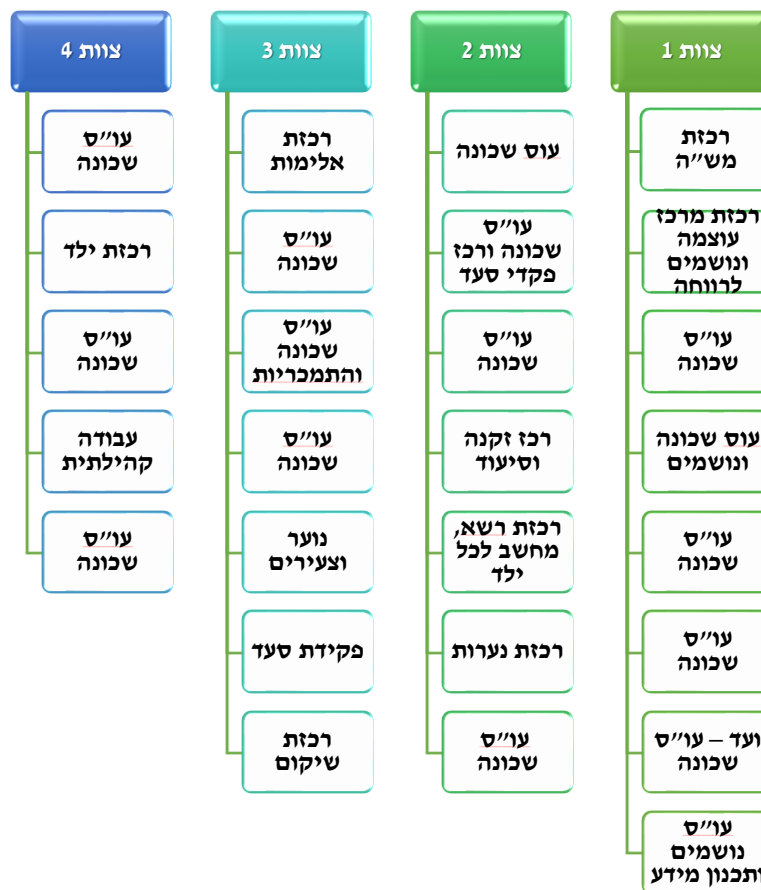 צוות 1
רכזת
מש״ה
רכזת מרכז
עוצמה
ונושמים
לרווחה
עו״ס
שכונה
עוס שכונה
ונושמים
עו״ס
שכונה
עו״ס
שכונה
ועד – עו״ס
שכונה
עו״ס
נושמים
ותכנון מידע
צוות 2
עוס שכונה
עו״ס
שכונה ורכז
פקדי סעד
עו״ס
שכונה
רכז זקנה
וסיעוד
רכזת רשא,
מחשב לכל
ילד
רכזת נערות
עו״ס
שכונה
צוות 3
רכזת
אלימות
עו״ס
שכונה
עו״ס
שכונה
והתמכריות
עו״ס
שכונה
נוער
וצעירים
פקידת סעד
רכזת
שיקום
צוות 4
עו״ס
שכונה
רכזת ילד
עו״ס
שכונה
עבודה
קהילתית
עו״ס
שכונה